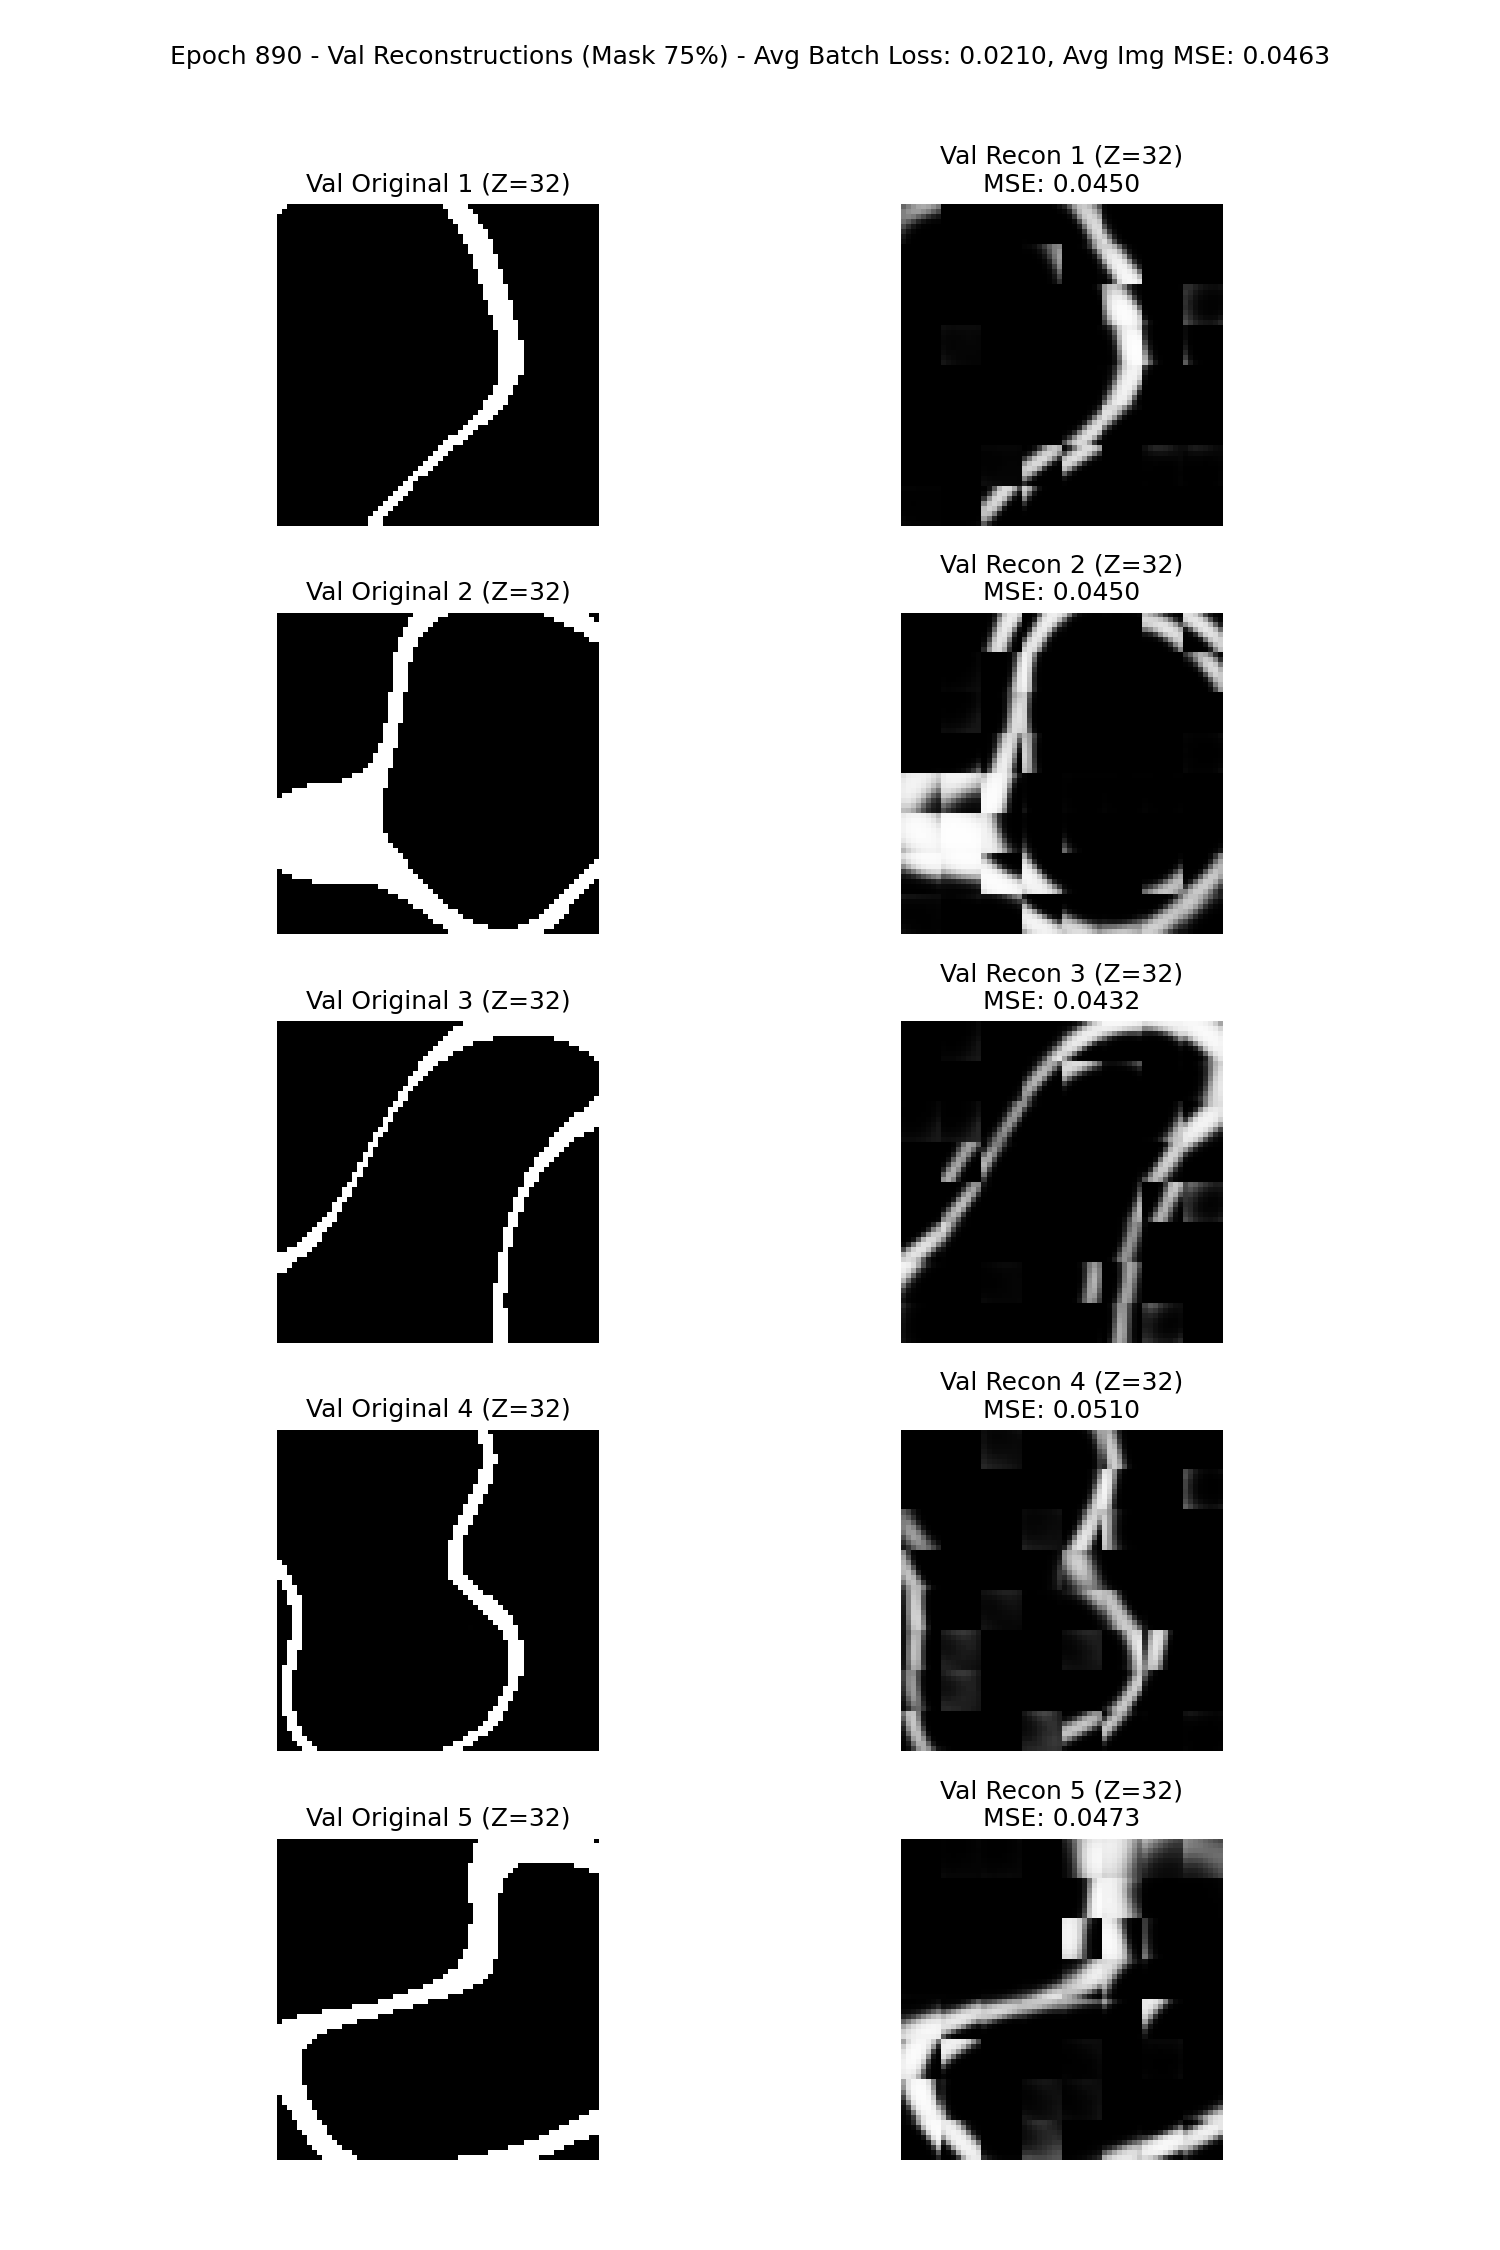 Epoch 890 - Val Reconstructions (Mask 75%) - Avg Batch Loss: 0.0210, Avg Img MSE: 0.0463
Val Original 1 (Z=32)
Val Recon 1 (Z=32)
MSE: 0.0450
Val Original 2 (Z=32)
Val Recon 2 (Z=32)
MSE: 0.0450
Val Original 3 (Z=32)
Val Recon 3 (Z=32)
MSE: 0.0432
Val Original 4 (Z=32)
Val Recon 4 (Z=32)
MSE: 0.0510
Val Original 5 (Z=32)
Val Recon 5 (Z=32)
MSE: 0.0473